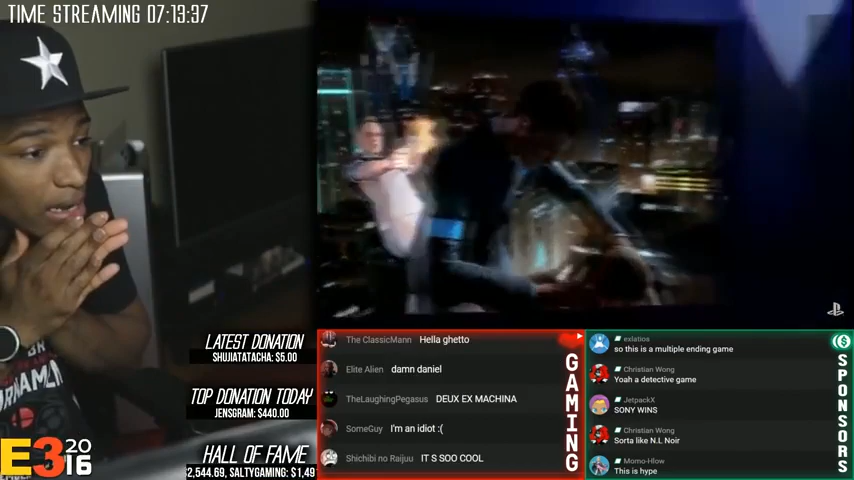 TIME STREAMING 07:13:37
LATEST DONATION
SHUJIATATACHA: $5.00
TOP DONATION TODAY
JENSGRAM: $440.00
HALL OF FAME
2,544.69, SALTYGAMING: $1,49
E3 2016
The ClassicMann Hella ghetto
Elite Alien damn daniel
TheLaughingPegasus DEUX EX MACHINA
SomeGuy I'm an idiot :(
Shichibi no Raijuu IT S SOO COOL
GAMING
exlatios
so this is a multiple ending game
Christian Wong
Yoah a detective game
JetpackX
SONY WINS
Christian Wong
Sorta like N.L Noir
Momo-Hlow
This is hype
SPONSORS